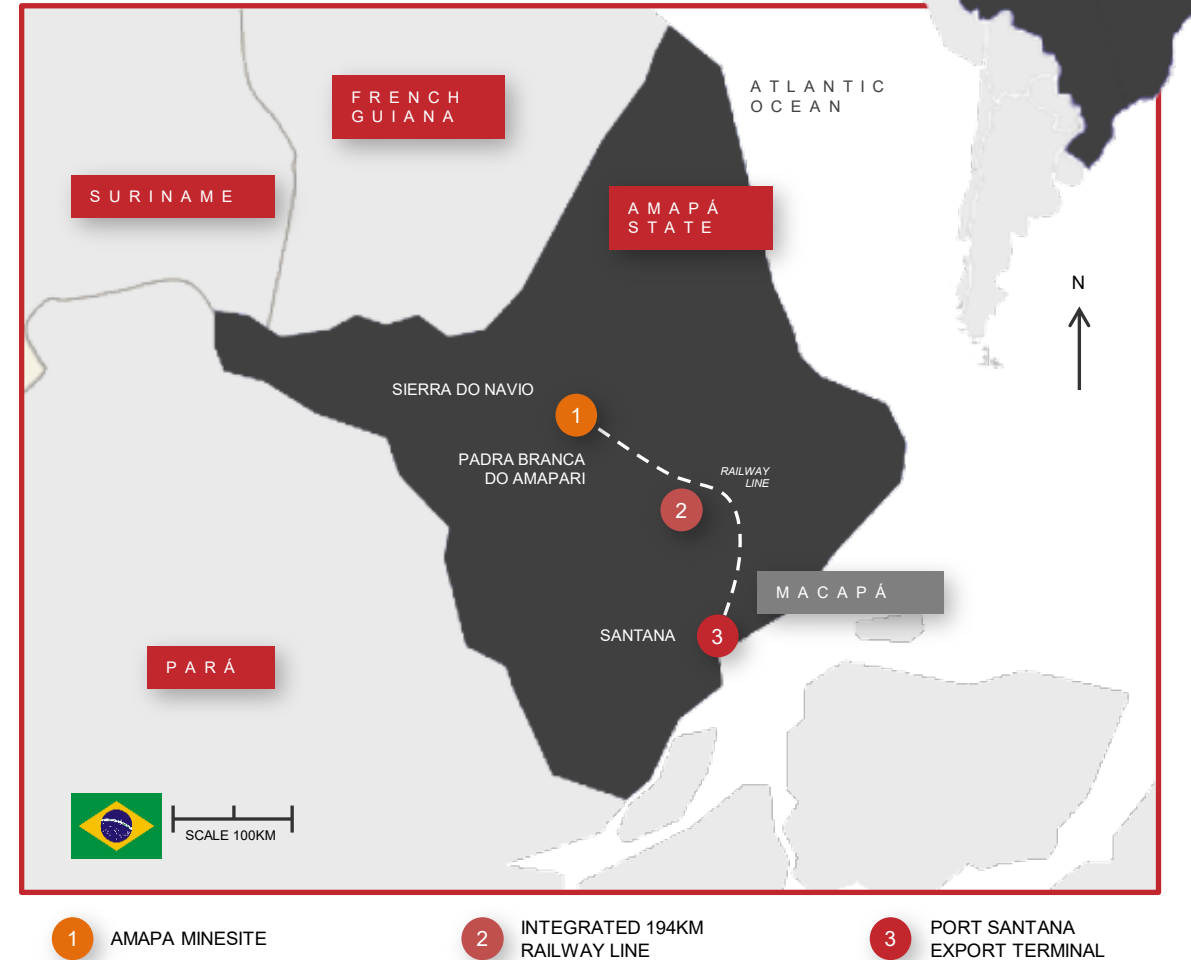 FRENCH
GUIANA
ATLANTIC
OCEAN
SURINAME
AMAPÁ
STATE
N
SIERRA DO NAVIO
1
PADRA BRANCA
DO AMAPARI
RAILWAY
LINE
2
MACAPÁ
SANTANA
3
PARÁ
SCALE 100KM
1 AMAPA MINESITE
2 INTEGRATED 194KM
RAILWAY LINE
3 PORT SANTANA
EXPORT TERMINAL